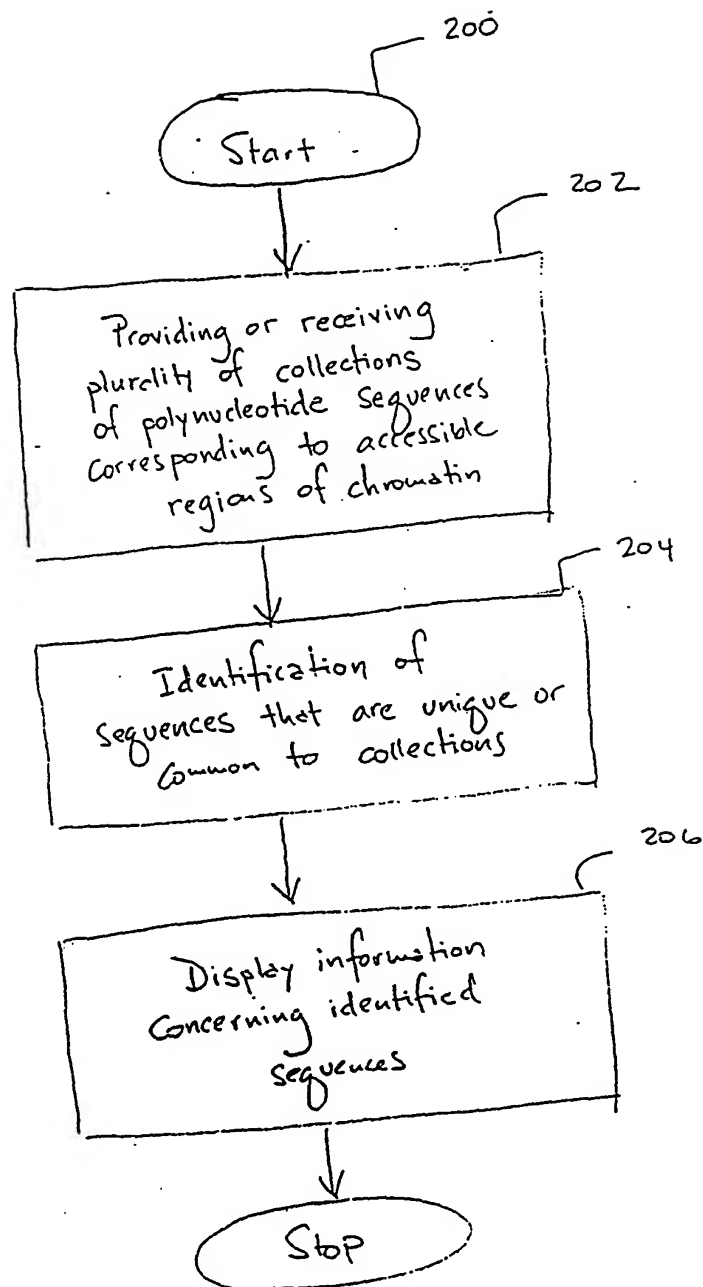 200
Start
202
Providing or receiving
plurality of collections
of polynucleotide sequences
corresponding to accessible
regions of chromatin
204
Identification of
sequences that are unique or
common to collections
206
Display information
concerning identified
sequences
Stop